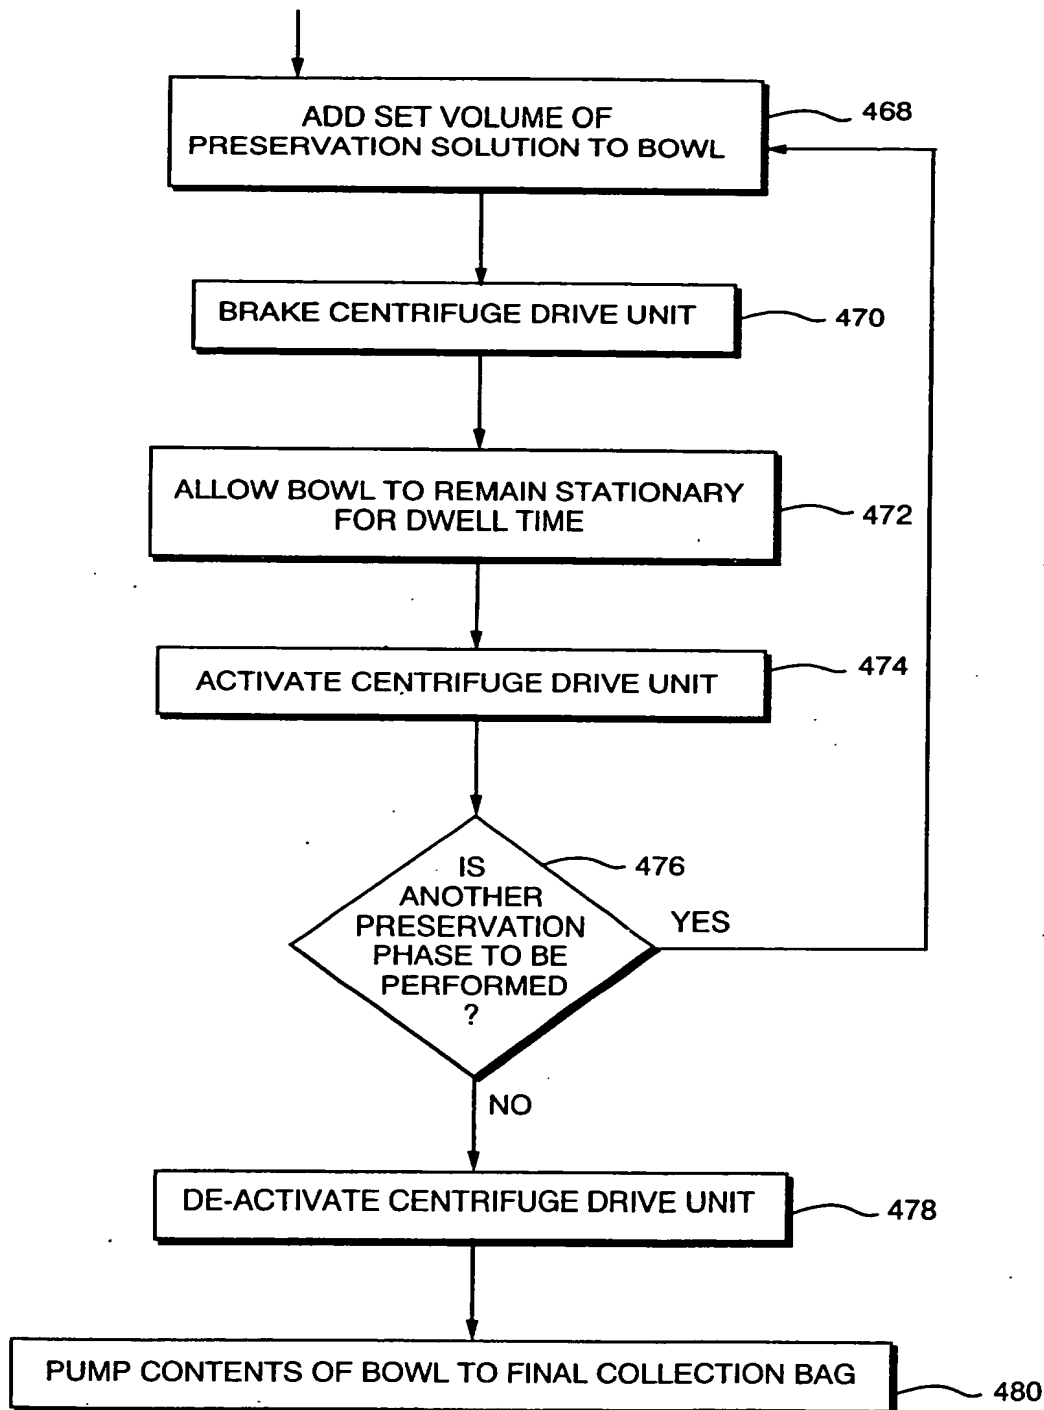 ADD SET VOLUME OF
PRESERVATION SOLUTION TO BOWL
468
BRAKE CENTRIFUGE DRIVE UNIT
470
ALLOW BOWL TO REMAIN STATIONARY
FOR DWELL TIME
472
ACTIVATE CENTRIFUGE DRIVE UNIT
474
IS
ANOTHER
PRESERVATION
PHASE TO BE
PERFORMED
?
476
YES
NO
DE-ACTIVATE CENTRIFUGE DRIVE UNIT
478
PUMP CONTENTS OF BOWL TO FINAL COLLECTION BAG
480